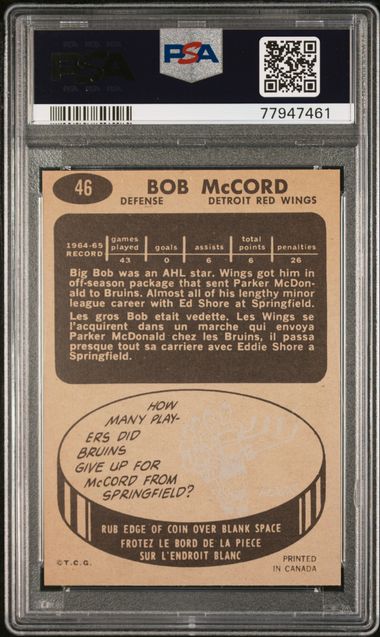 PSA
PSA
77947461
46
BOB McCORD
DEFENSE DETROIT RED WINGS
1964-65 RECORD games played goals assists total points penalties
43 0 6 6 26
Big Bob was an AHL star. Wings got him in
off-season package that sent Parker McDon-
ald to Bruins. Almost all of his lengthy minor
league career with Ed Shore at Springfield.
Les gros Bob etait vedette. Les Wings se
l'acquirent dans un marche qui envoya
Parker McDonald chez les Bruins, il passa
presque tout sa carriere avec Eddie Shore a
Springfield.
HOW
MANY PLAY-
ERS DID
BRUINS
GIVE UP FOR
McCORD FROM
SPRINGFIELD?
RUB EDGE OF COIN OVER BLANK SPACE
FROTEZ LE BORD DE LA PIECE
SUR L'ENDROIT BLANC
© T.C.G.
PRINTED
IN CANADA